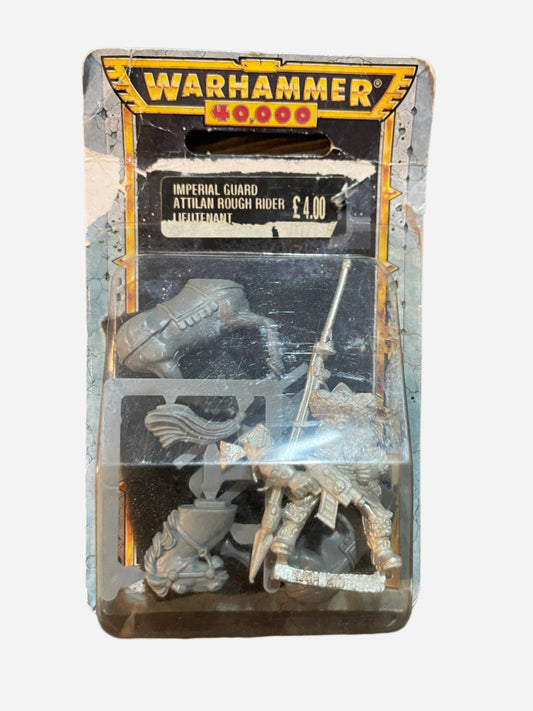 WARHAMMER®
40,000
IMPERIAL GUARD
ATTILAN ROUGH RIDER £4.00
LIEUTENANT